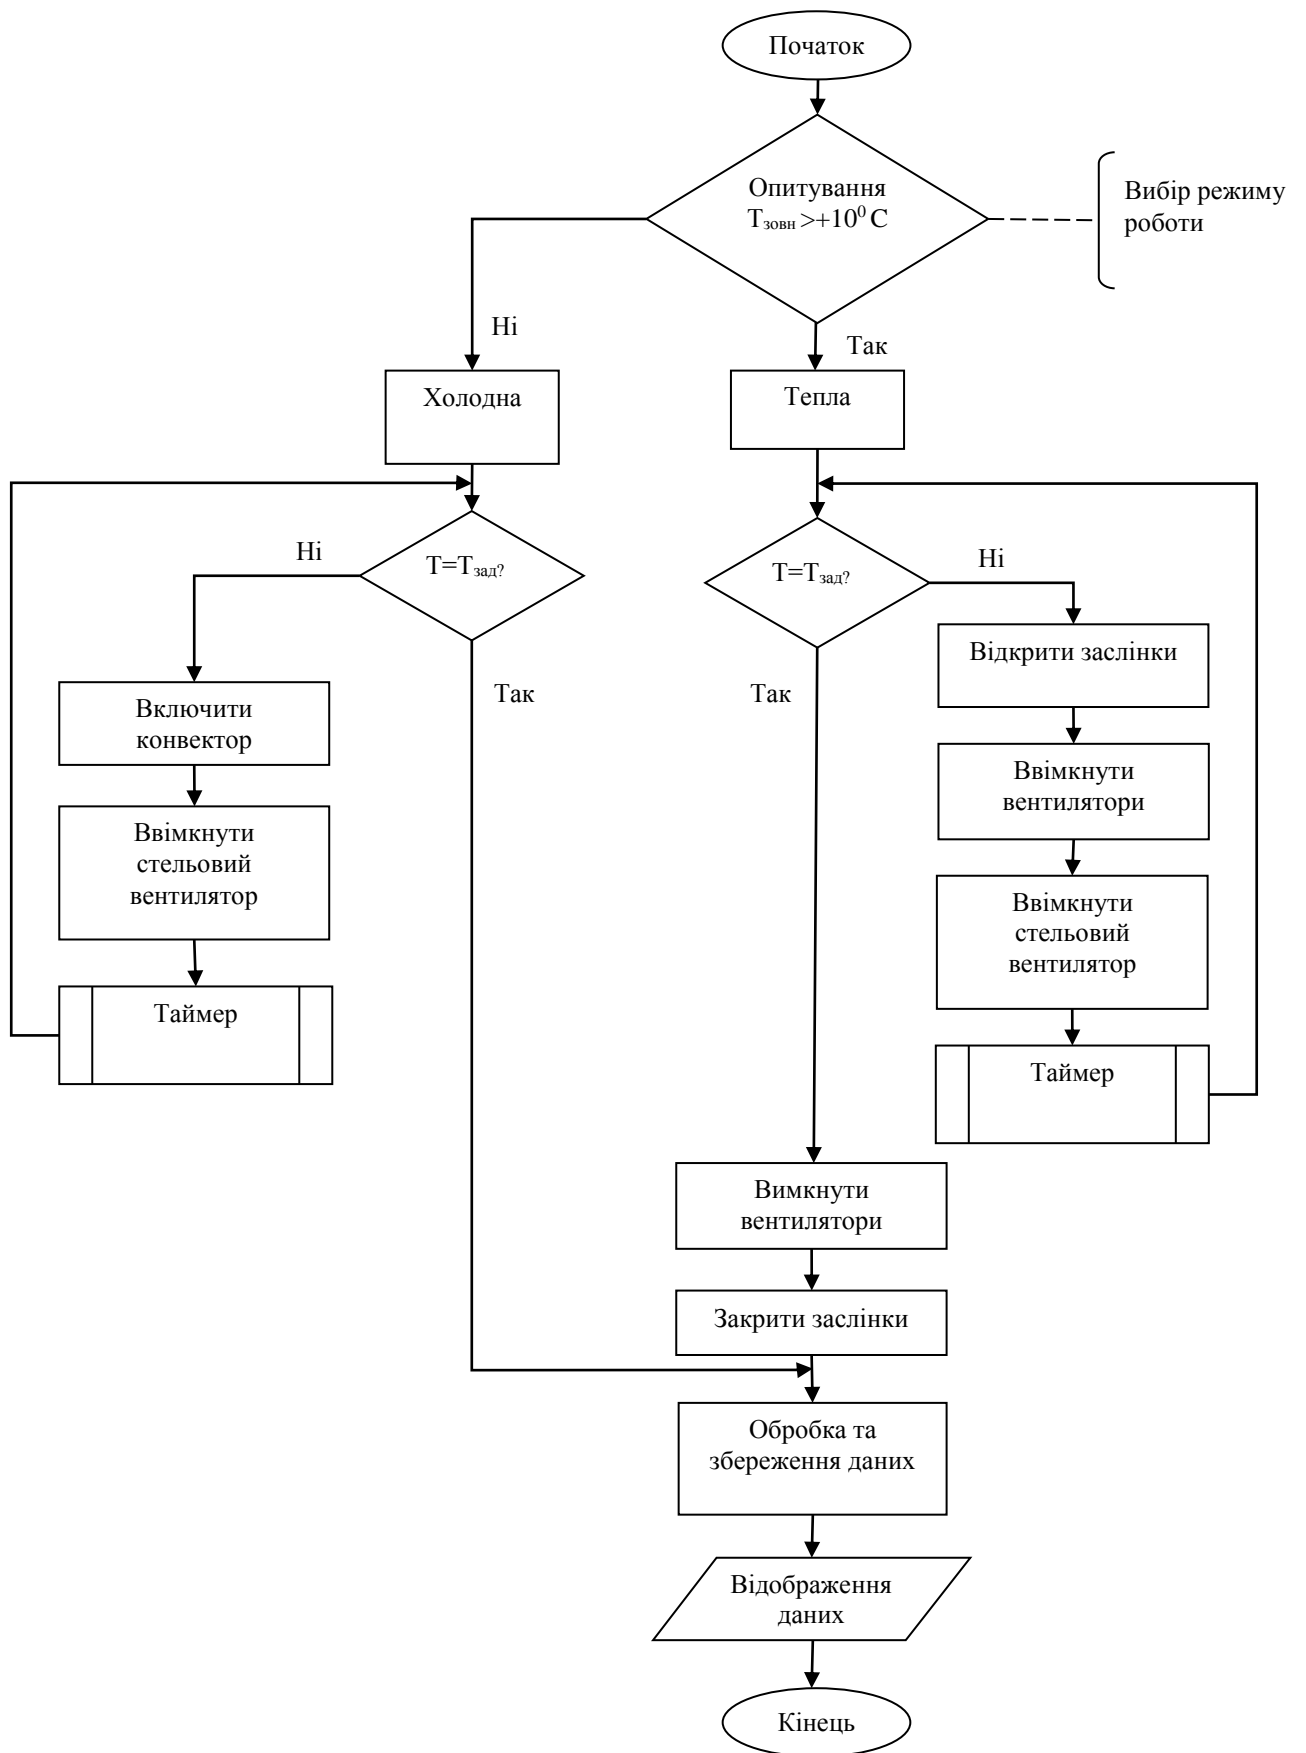 Початок
Опитування
Tзовн >+10⁰ C
Вибір режиму
роботи
Ні
Так
Холодна
Тепла
Ні
T=Tзад?
T=Tзад?
Ні
Відкрити заслінки
Так
Так
Включити
конвектор
Ввімкнути
вентилятори
Ввімкнути
стельовий
вентилятор
Ввімкнути
стельовий
вентилятор
Таймер
Таймер
Вимкнути
вентилятори
Закрити заслінки
Обробка та
збереження даних
Відображення
даних
Кінець